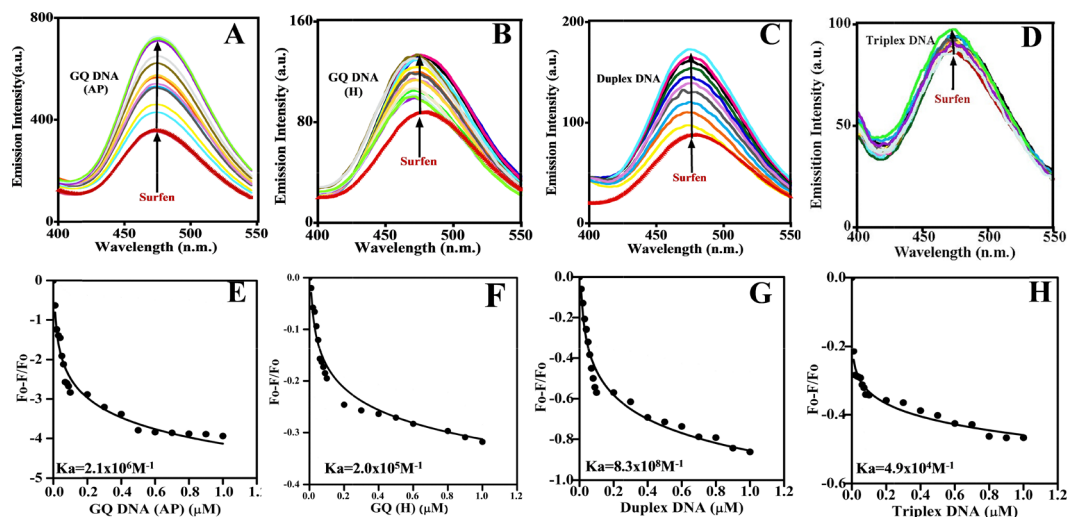 A
Emission Intensity (a.u.)
800
400
0
GQ DNA
(AP)
Surfen
400 450 500 550
Wavelength (n.m.)
B
Emission Intensity (a.u.)
160
120
80
40
0
GQ DNA
(H)
Surfen
400 450 500 550
Wavelength (n.m.)
C
Emission Intensity (a.u.)
200
100
0
Duplex DNA
Surfen
400 450 500 550
Wavelength (n.m.)
D
Emisstion Intensity (a.u.)
100
50
0
Triplex DNA
Surfen
400 450 500 550
Wavelength (n.m.)
E
Fo-F/Fo
0
-1
-2
-3
-4
-5
Ka=2.1x10⁶M⁻¹
0.0 0.2 0.4 0.6 0.8 1.0 1.2
GQ DNA (AP) (μM)
F
Fo-F/Fo
-0.0
-0.1
-0.2
-0.3
-0.4
Ka=2.0x10⁵M⁻¹
0.2 0.4 0.6 0.8 1.0 1.2
GQ (H) (μM)
G
Fo-F/Fo
-0.0
-0.2
-0.4
-0.6
-0.8
-1.0
Ka=8.3x10⁸M⁻¹
0.0 0.2 0.4 0.6 0.8 1.0 1.2
Duplex DNA (μM)
H
Fo-F/Fo
0.0
-0.2
-0.4
-0.6
Ka=4.9x10⁴M⁻¹
0.0 0.2 0.4 0.6 0.8 1.0 1.2
Triplex DNA (μM)